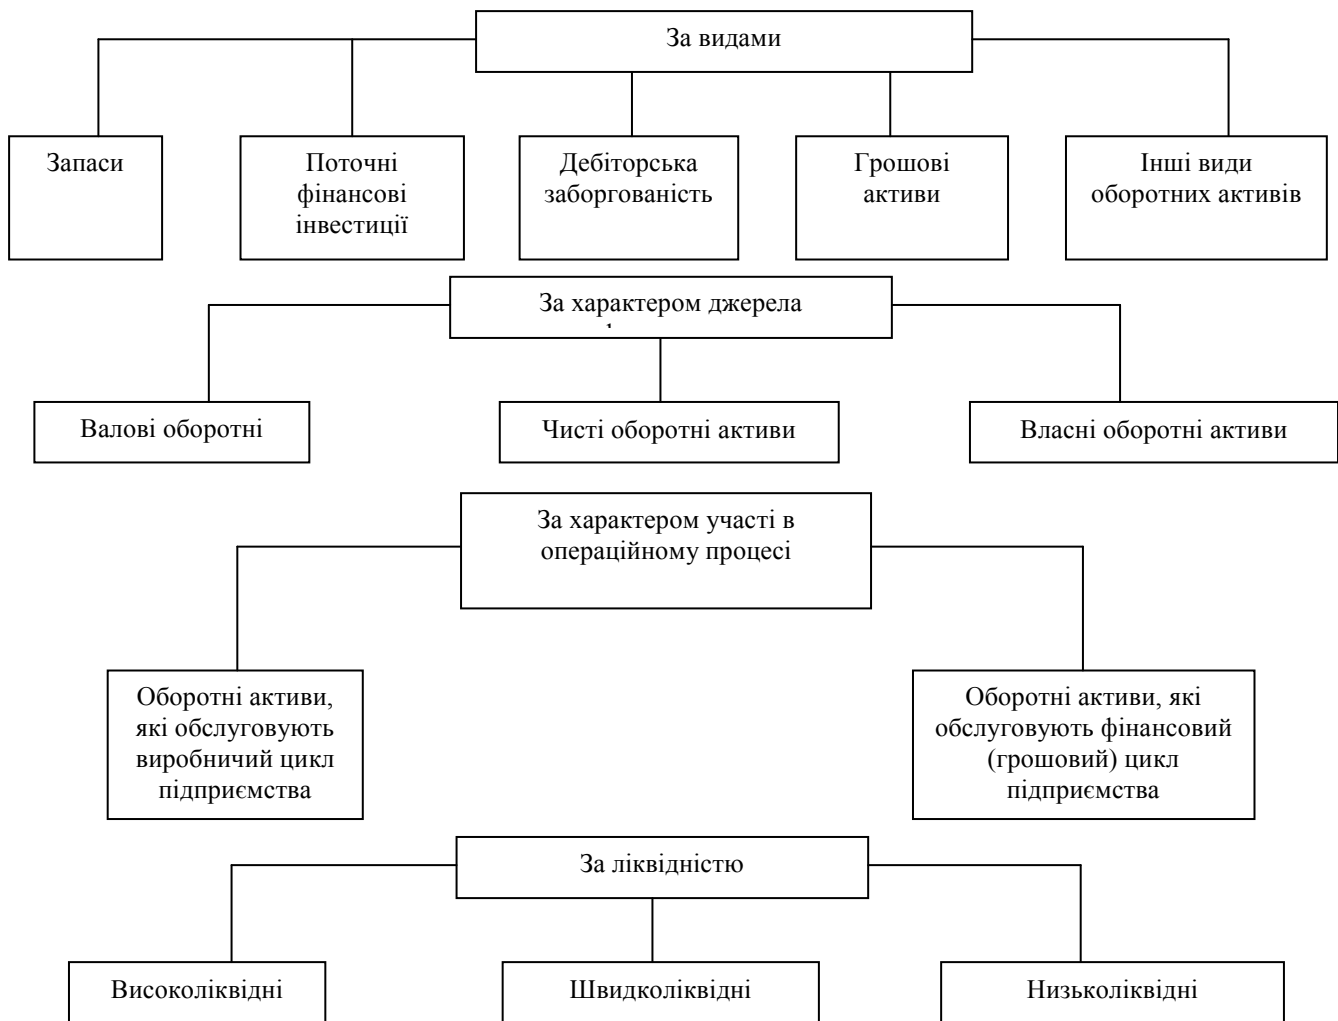 За видами
Запаси
Поточні
фінансові
інвестиції
Дебіторська
заборгованість
Грошові
активи
Інші види
оборотних активів
За характером джерела
Валові оборотні
Чисті оборотні активи
Власні оборотні активи
За характером участі в
операційному процесі
Оборотні активи,
які обслуговують
виробничий цикл
підприємства
Оборотні активи, які
обслуговують фінансовий
(грошовий) цикл
підприємства
За ліквідністю
Високоліквідні
Швидколіквідні
Низьколіквідні